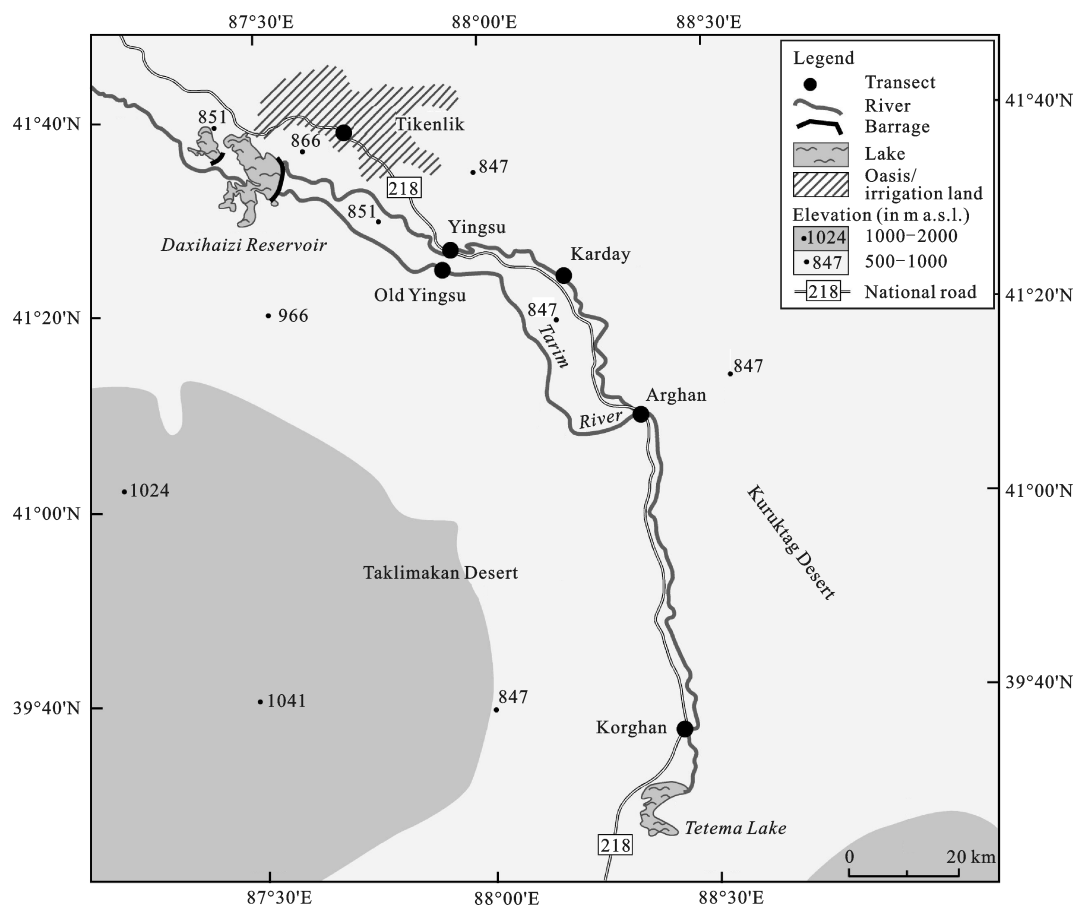 87°30'E
88°00'E
88°30'E
Legend
Transect
River
Barrage
Lake
Oasis/
irrigation land
Elevation (in m a.s.l.)
1024
1000−2000
847
500−1000
218
National road
41°40'N
41°40'N
851
866
Tikenlik
847
218
851
Yingsu
Daxihaizi Reservoir
Karday
Old Yingsu
41°20'N
41°20'N
966
847
Tarim
River
847
Arghan
1024
41°00'N
41°00'N
Kuruktag Desert
Taklimakan Desert
39°40'N
39°40'N
1041
847
Korghan
Tetema Lake
218
0
20 km
87°30'E
88°00'E
88°30'E